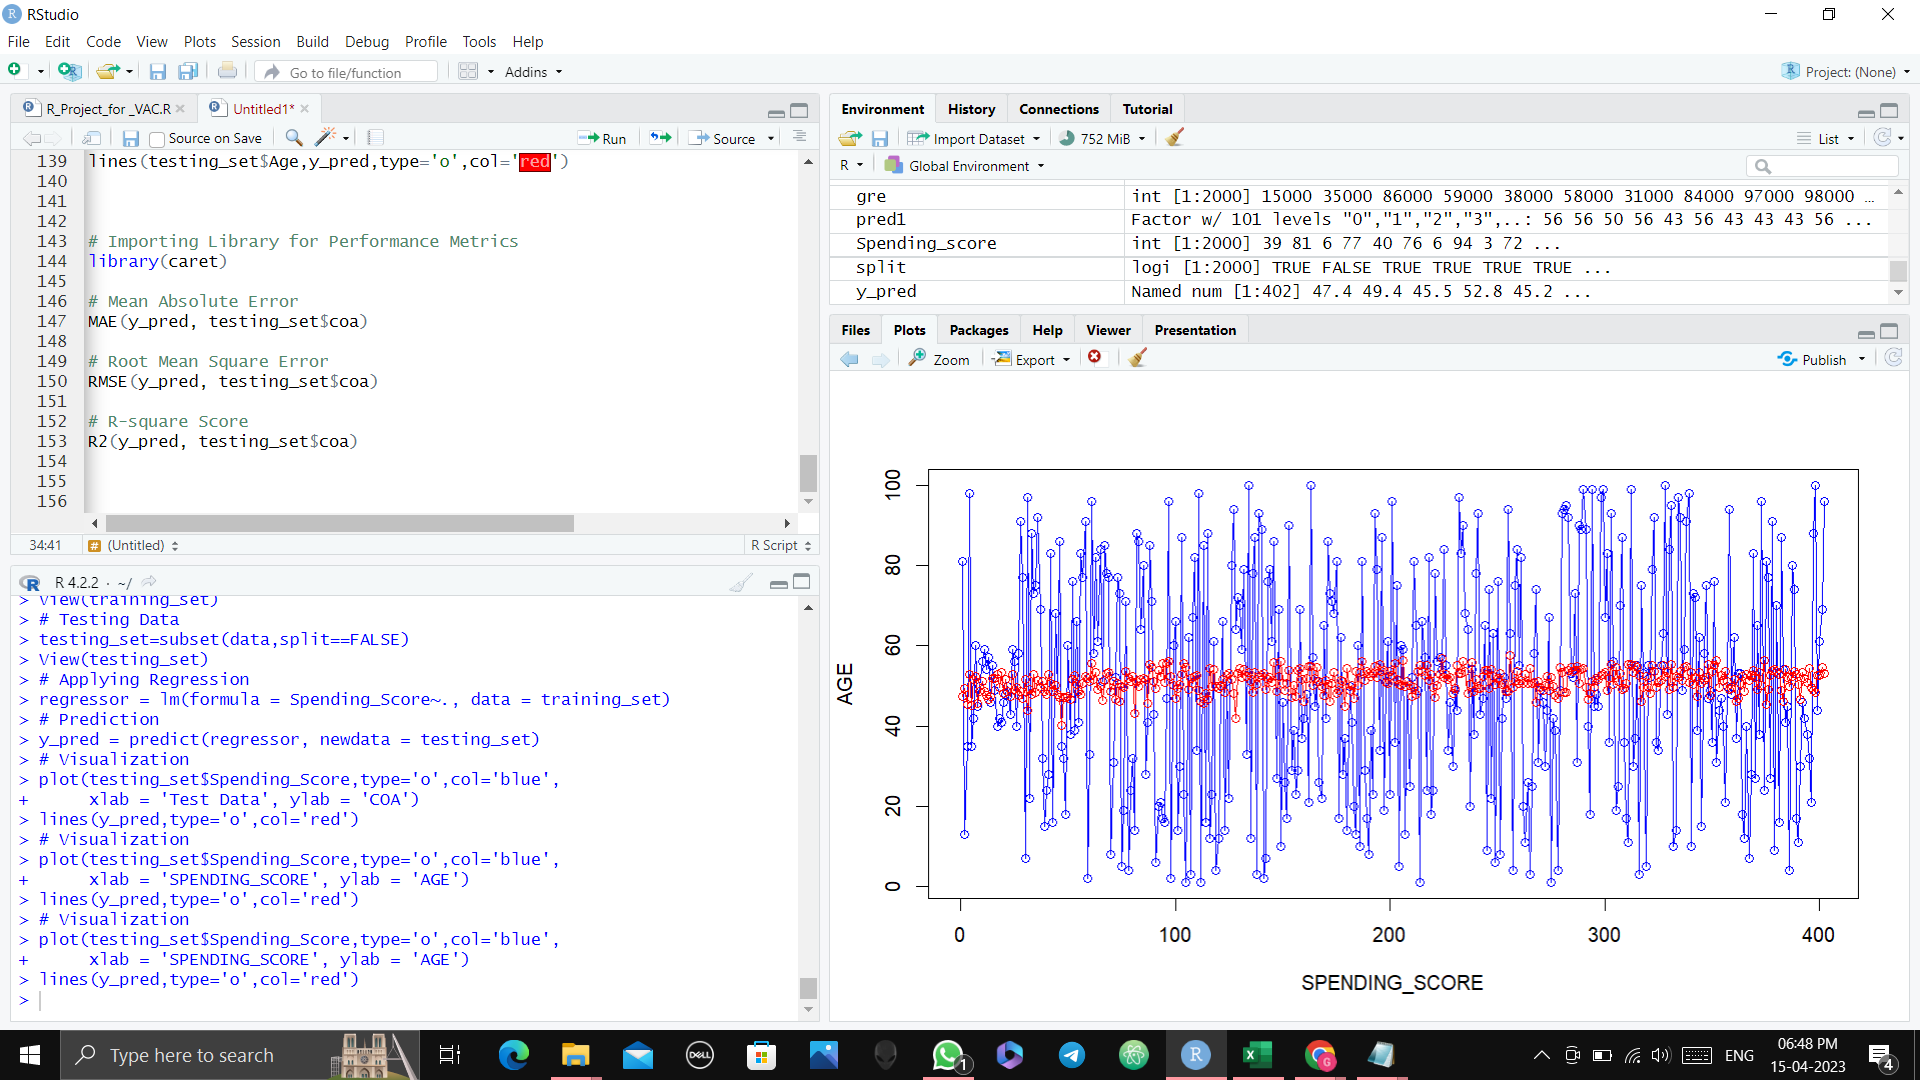 RStudio
File Edit Code View Plots Session Build Debug Profile Tools Help
Go to file/function Addins Project: (None)
R_Project_for _VAC.R Untitled1*
Source on Save Run Source
139 lines(testing_set$Age,y_pred,type='o',col='red')
140
141
142
143 # Importing Library for Performance Metrics
144 library(caret)
145
146 # Mean Absolute Error
147 MAE(y_pred, testing_set$coa)
148
149 # Root Mean Square Error
150 RMSE(y_pred, testing_set$coa)
151
152 # R-square Score
153 R2(y_pred, testing_set$coa)
154
155
156
34:41 # (Untitled) R Script
R 4.2.2 · ~/
> View(training_set)
> # Testing Data
> testing_set=subset(data,split==FALSE)
> View(testing_set)
> # Applying Regression
> regressor = lm(formula = Spending_Score~., data = training_set)
> # Prediction
> y_pred = predict(regressor, newdata = testing_set)
> # Visualization
> plot(testing_set$Spending_Score,type='o',col='blue',
+ xlab = 'Test Data', ylab = 'COA')
> lines(y_pred,type='o',col='red')
> # Visualization
> plot(testing_set$Spending_Score,type='o',col='blue',
+ xlab = 'SPENDING_SCORE', ylab = 'AGE')
> lines(y_pred,type='o',col='red')
> # Visualization
> plot(testing_set$Spending_Score,type='o',col='blue',
+ xlab = 'SPENDING_SCORE', ylab = 'AGE')
> lines(y_pred,type='o',col='red')
>
Environment History Connections Tutorial
Import Dataset 752 MiB List
R Global Environment
gre int [1:2000] 15000 35000 86000 59000 38000 58000 31000 84000 97000 98000 …
pred1 Factor w/ 101 levels "0","1","2","3",..: 56 56 50 56 43 56 43 43 43 56 ...
Spending_score int [1:2000] 39 81 6 77 40 76 6 94 3 72 ...
split logi [1:2000] TRUE FALSE TRUE TRUE TRUE TRUE ...
y_pred Named num [1:402] 47.4 49.4 45.5 52.8 45.2 ...
Files Plots Packages Help Viewer Presentation
Zoom Export Publish
100
80
60
40
20
0
AGE
0 100 200 300 400
SPENDING_SCORE
Type here to search
DELL
1
R
G
ENG
06:48 PM
15-04-2023
4